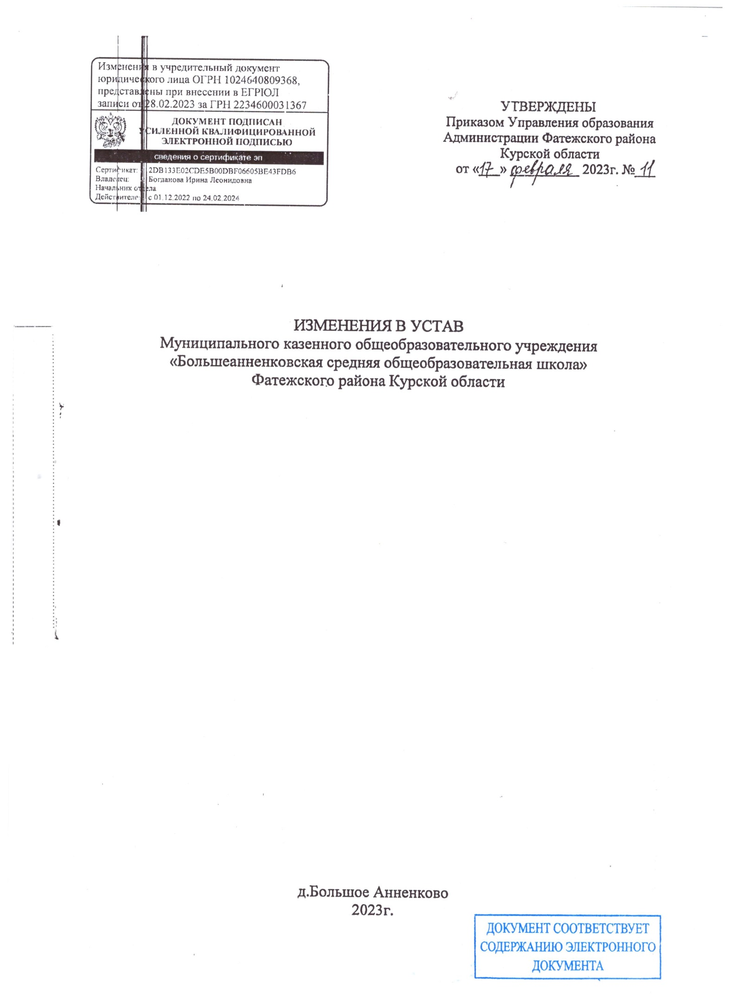 Изменения в учредительный документ
юридического лица ОГРН 1024640809368,
представлены при внесении в ЕГРЮЛ
записи от 28.02.2023 за ГРН 2234600031367
ДОКУМЕНТ ПОДПИСАН
УСИЛЕННОЙ КВАЛИФИЦИРОВАННОЙ
ЭЛЕКТРОННОЙ ПОДПИСЬЮ
сведения о сертификате эп
Сертификат: 2DB133E02CDE5B00DBF06605BE43FDB6
Владелец: Богданова Ирина Леонидовна
Начальник отдела
Действителен: с 01.12.2022 по 24.02.2024
УТВЕРЖДЕНЫ
Приказом Управления образования
Администрации Фатежского района
Курской области
от «17» февраля 2023г. № 11
ИЗМЕНЕНИЯ В УСТАВ
Муниципального казенного общеобразовательного учреждения
«Большеанненковская средняя общеобразовательная школа»
Фатежского района Курской области
д.Большое Анненково
2023г.
ДОКУМЕНТ СООТВЕТСТВУЕТ
СОДЕРЖАНИЮ ЭЛЕКТРОННОГО
ДОКУМЕНТА